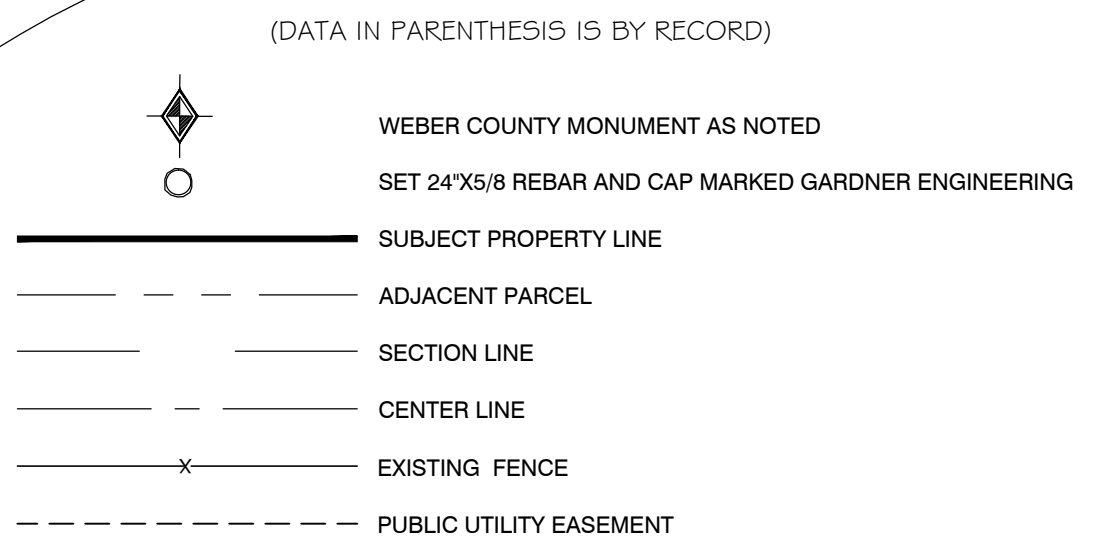 (DATA IN PARENTHESIS IS BY RECORD)
WEBER COUNTY MONUMENT AS NOTED
SET 24"X5/8 REBAR AND CAP MARKED GARDNER ENGINEERING
SUBJECT PROPERTY LINE
ADJACENT PARCEL
SECTION LINE
CENTER LINE
X EXISTING FENCE
PUBLIC UTILITY EASEMENT